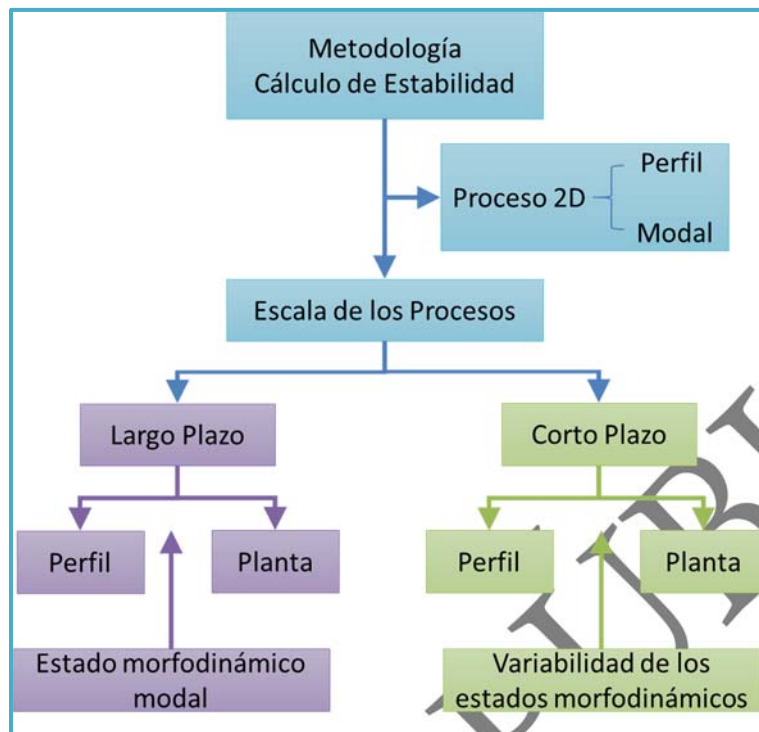 Metodología
Cálculo de Estabilidad
Proceso 2D
Perfil
Modal
Escala de los Procesos
Largo Plazo
Corto Plazo
Perfil
Planta
Perfil
Planta
Estado morfodinámico
modal
Variabilidad de los
estados morfodinámicos